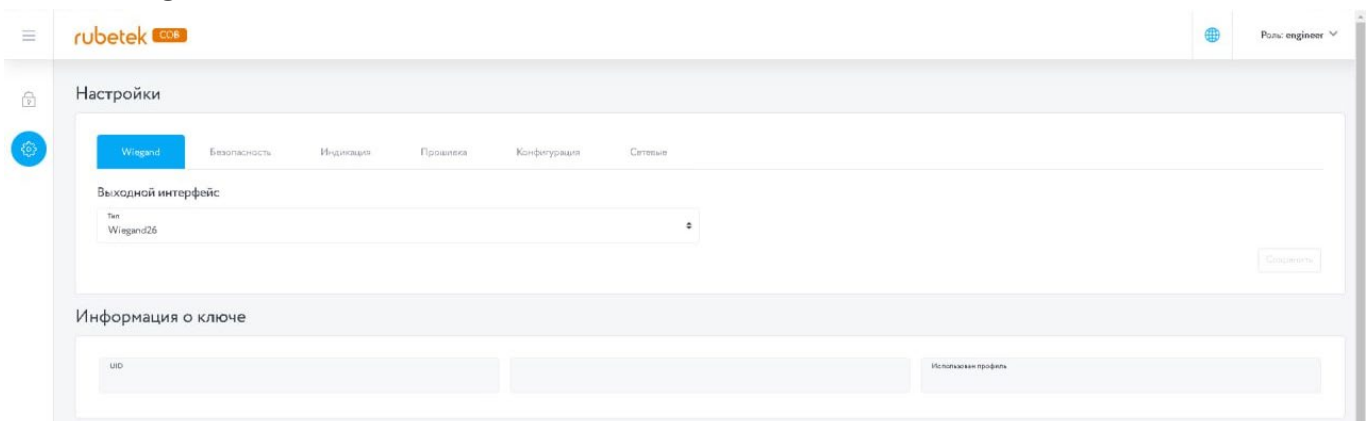 rubetek СОВ
Роль: engineer
Настройки
Wiegand Безопасность Индикация Прошивка Конфигурация Сетевые
Выходной интерфейс
Тип
Wiegand26
Сохранить
Информация о ключе
UID
Использован профиль